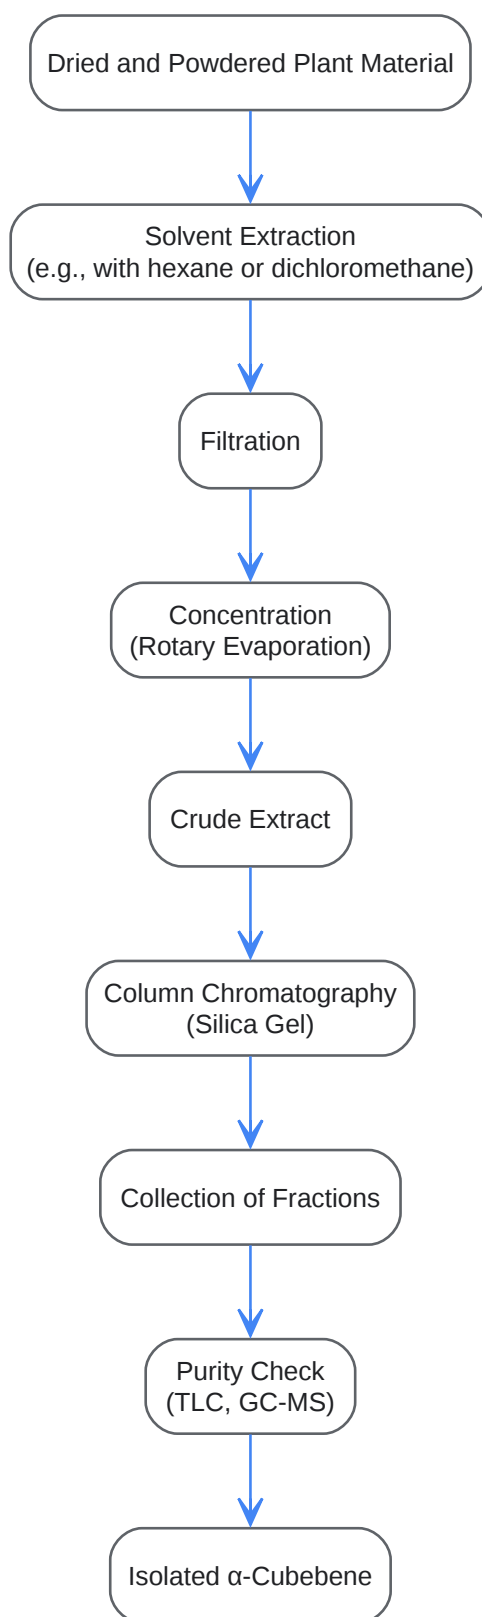 Dried and Powdered Plant Material
Solvent Extraction
(e.g., with hexane or dichloromethane)
Filtration
Concentration
(Rotary Evaporation)
Crude Extract
Column Chromatography
(Silica Gel)
Collection of Fractions
Purity Check
(TLC, GC-MS)
Isolated α-Cubebene